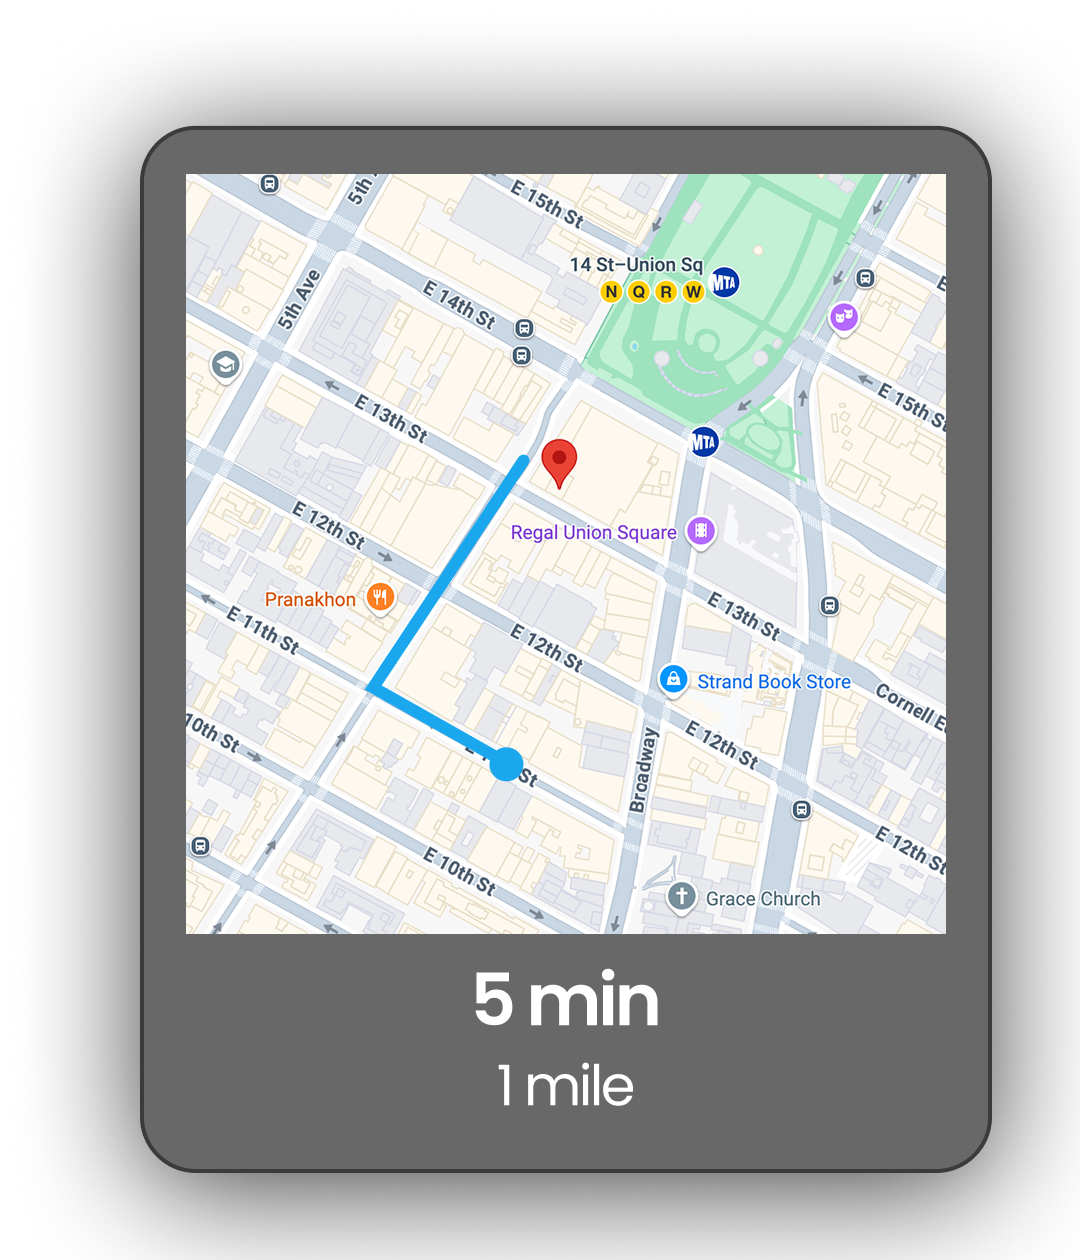 5th
E 15th St
14 St–Union Sq
MTA
N Q R W
5th Ave
E 14th St
E 15th St
E 13th St
MTA
E 12th St
Regal Union Square
Pranakhon
E 11th St
E 13th St
E 12th St
Strand Book Store
Cornell
10th St
E 12th St
Broadway
St
E 10th St
E 12th St
Grace Church
5 min
1 mile